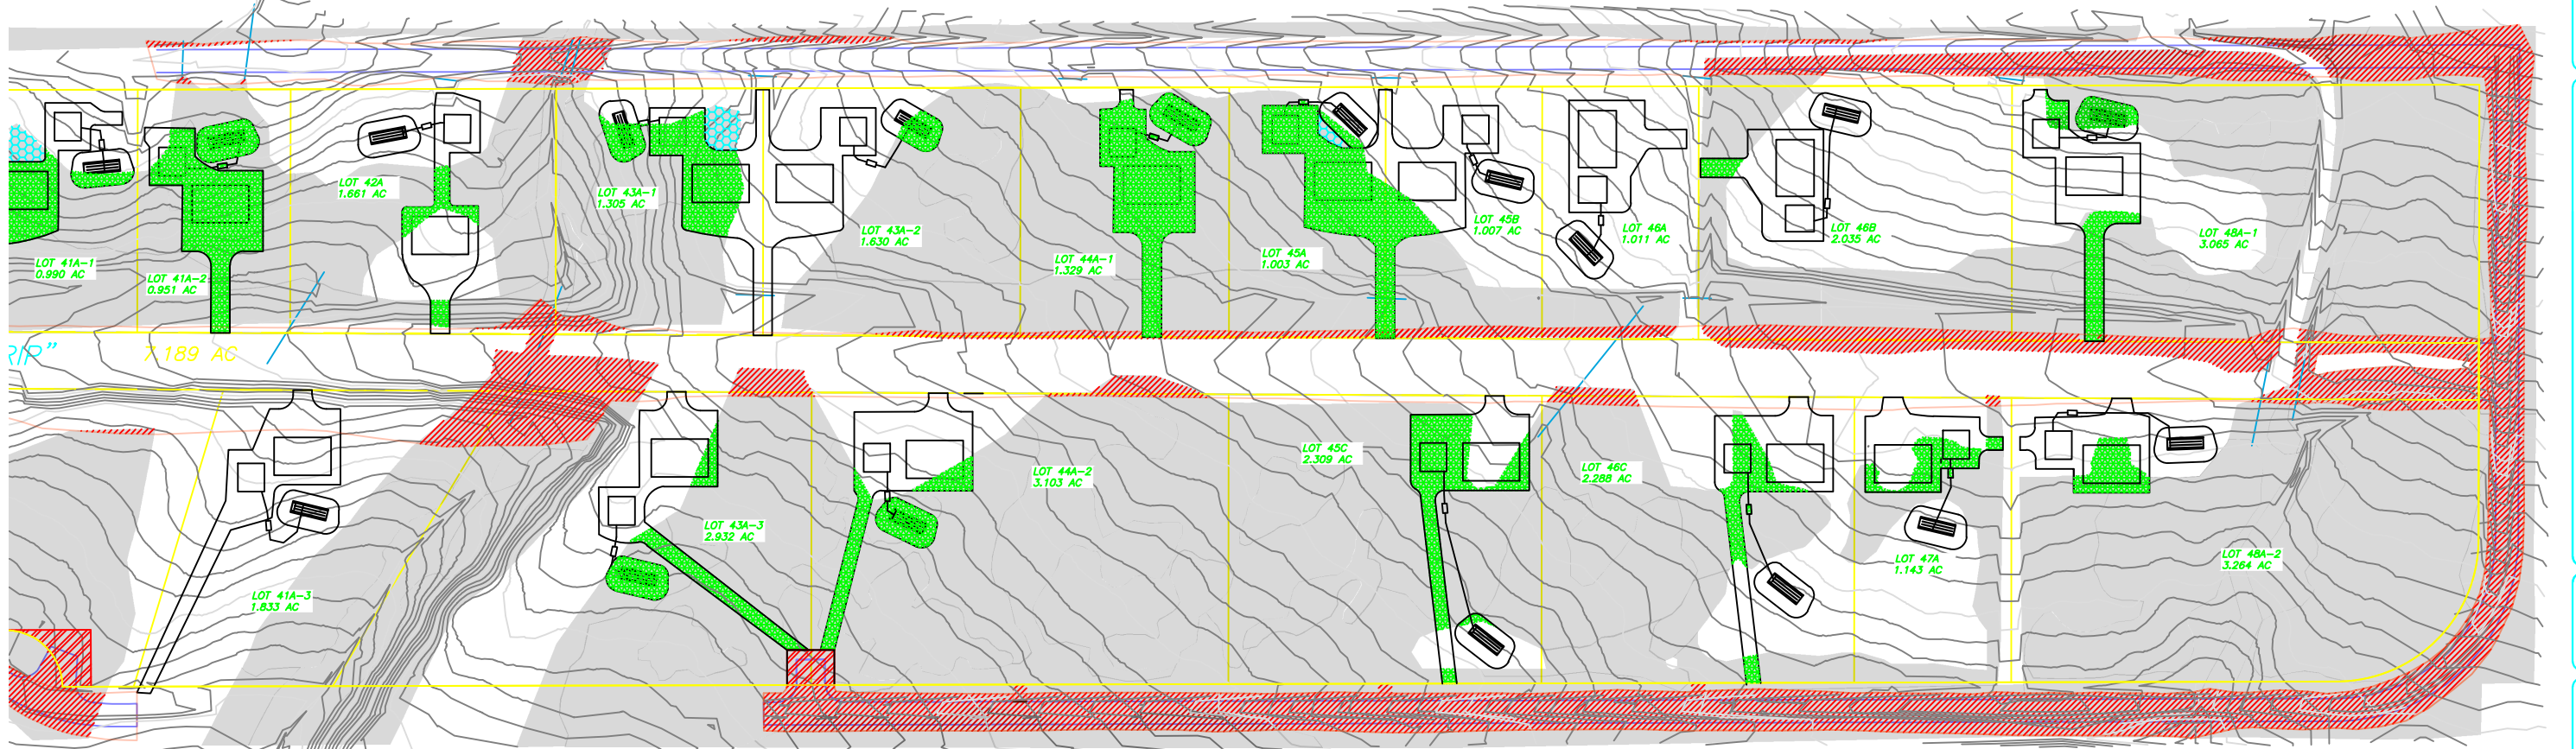 LOT 41A-1
0.990 AC
LOT 41A-2
0.951 AC
LOT 42A
1.661 AC
LOT 43A-1
1.305 AC
LOT 43A-2
1.630 AC
LOT 44A-1
1.329 AC
LOT 45A
1.003 AC
LOT 45B
1.007 AC
LOT 46A
1.011 AC
LOT 46B
2.035 AC
LOT 48A-1
3.065 AC
RIP"
7.189 AC
LOT 41A-3
1.833 AC
LOT 43A-3
2.932 AC
LOT 44A-2
3.103 AC
LOT 45C
2.309 AC
LOT 46C
2.288 AC
LOT 47A
1.143 AC
LOT 48A-2
3.264 AC